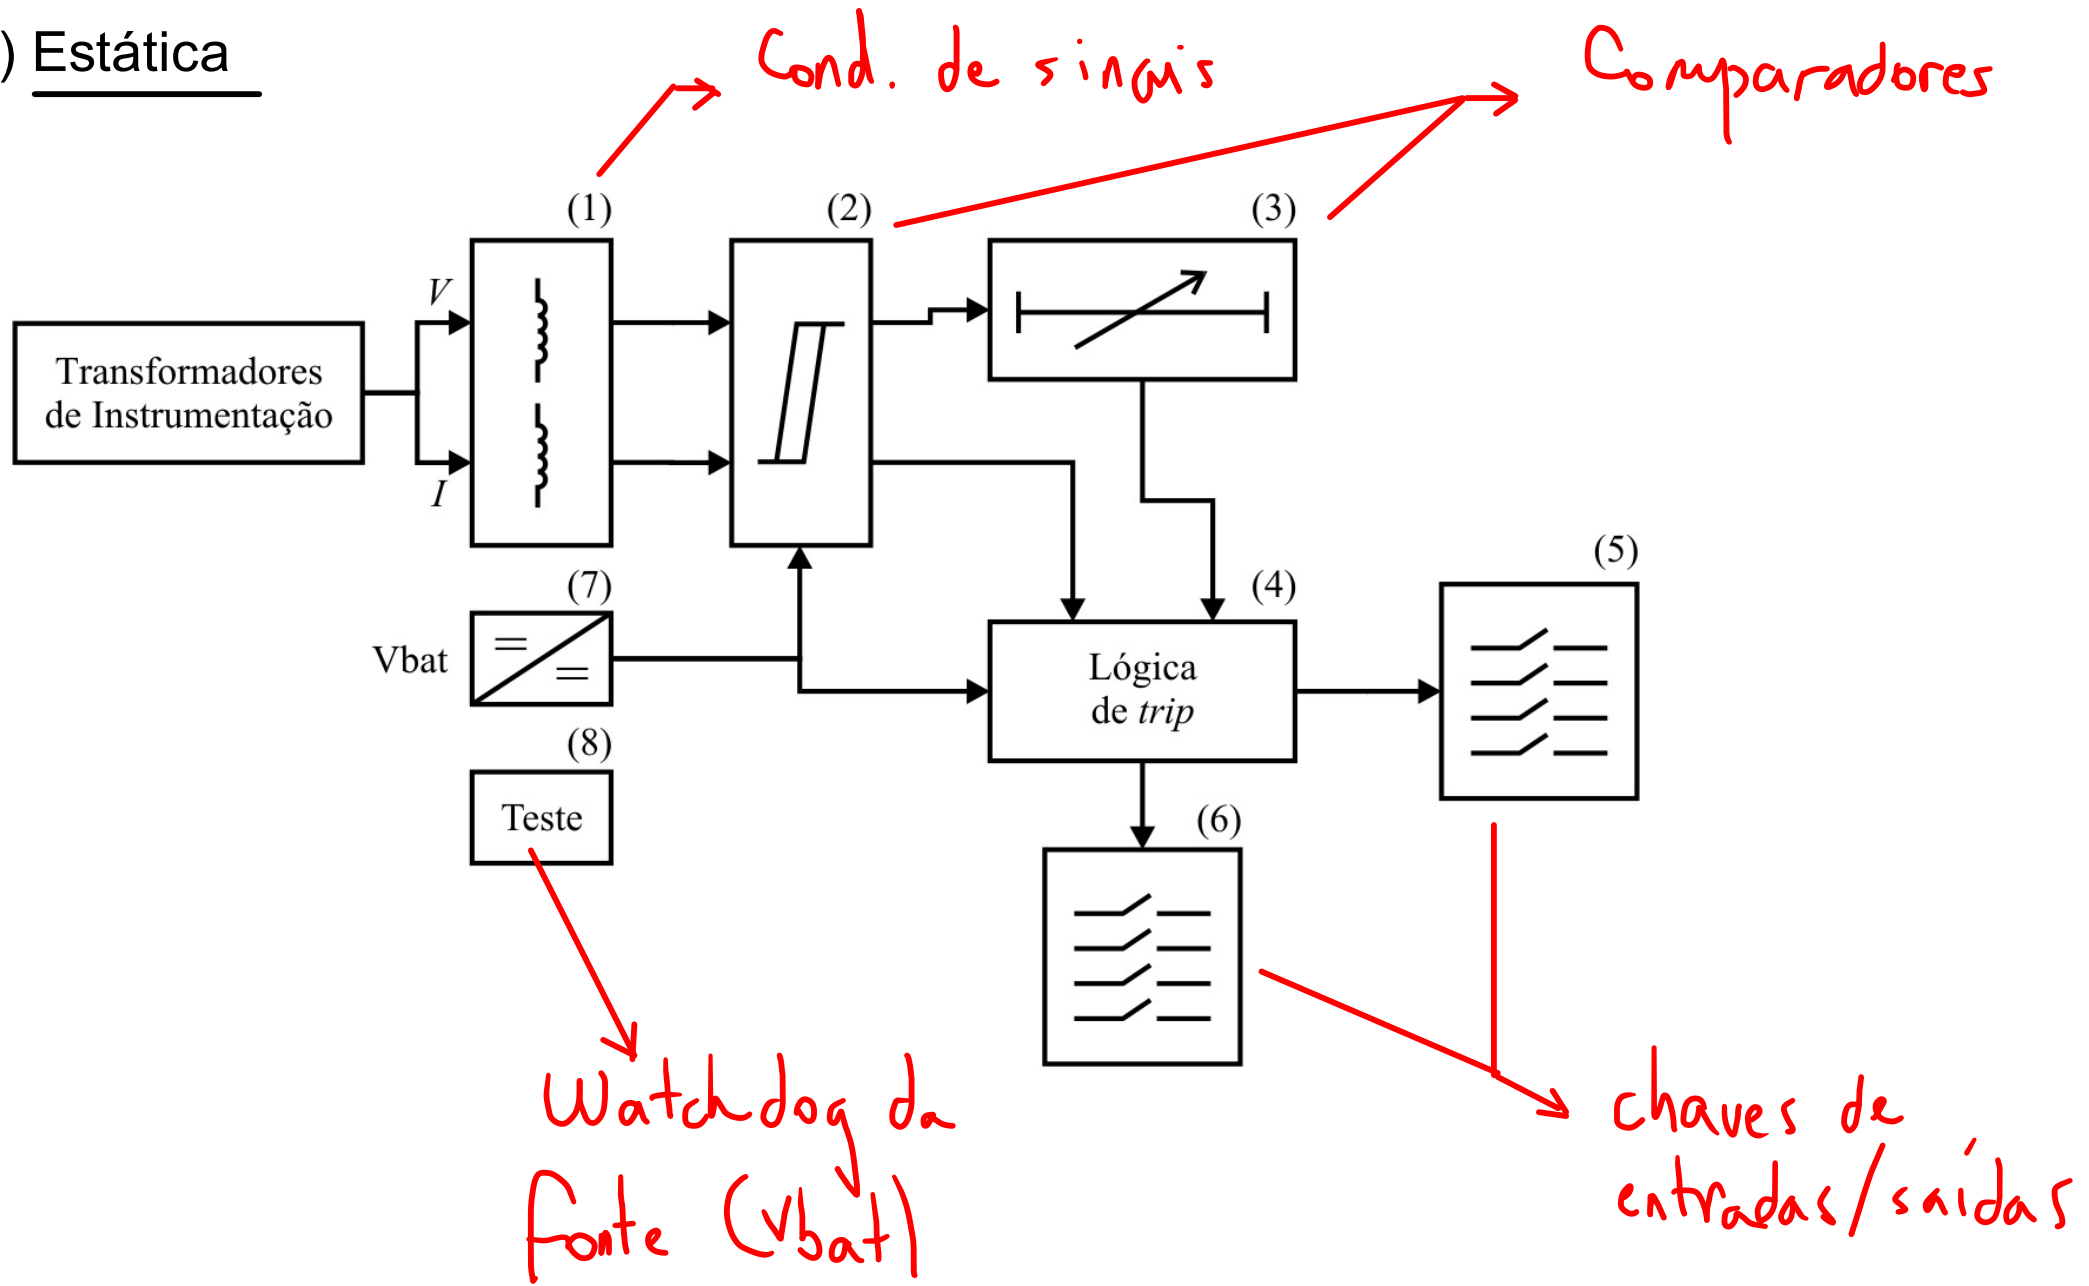 ) Estática
Cond. de sinais
Comparadores
(1)
(2)
(3)
V
Transformadores
de Instrumentação
I
(7)
Vbat
(4)
Lógica
de trip
(5)
(8)
Teste
(6)
Watchdog da
fonte (Vbat)
chaves de
entradas/saídas